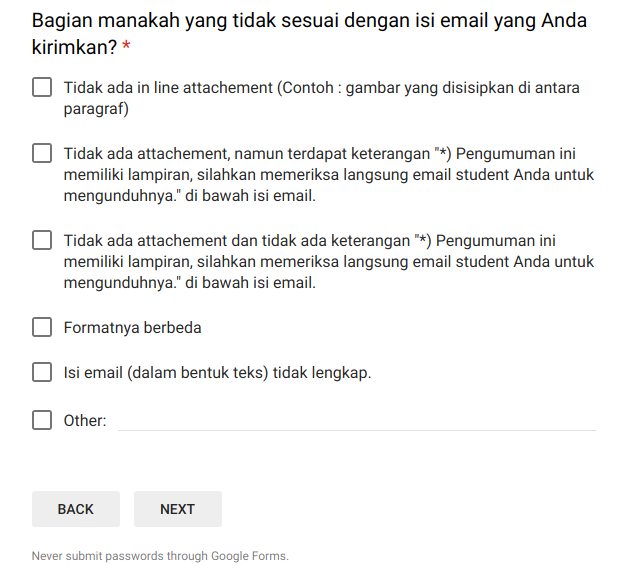 Bagian manakah yang tidak sesuai dengan isi email yang Anda
kirimkan? *
Tidak ada in line attachement (Contoh : gambar yang disisipkan di antara
paragraf)
Tidak ada attachement, namun terdapat keterangan "*) Pengumuman ini
memiliki lampiran, silahkan memeriksa langsung email student Anda untuk
mengunduhnya." di bawah isi email.
Tidak ada attachement dan tidak ada keterangan "*) Pengumuman ini
memiliki lampiran, silahkan memeriksa langsung email student Anda untuk
mengunduhnya." di bawah isi email.
Formatnya berbeda
Isi email (dalam bentuk teks) tidak lengkap.
Other:
BACK NEXT
Never submit passwords through Google Forms.